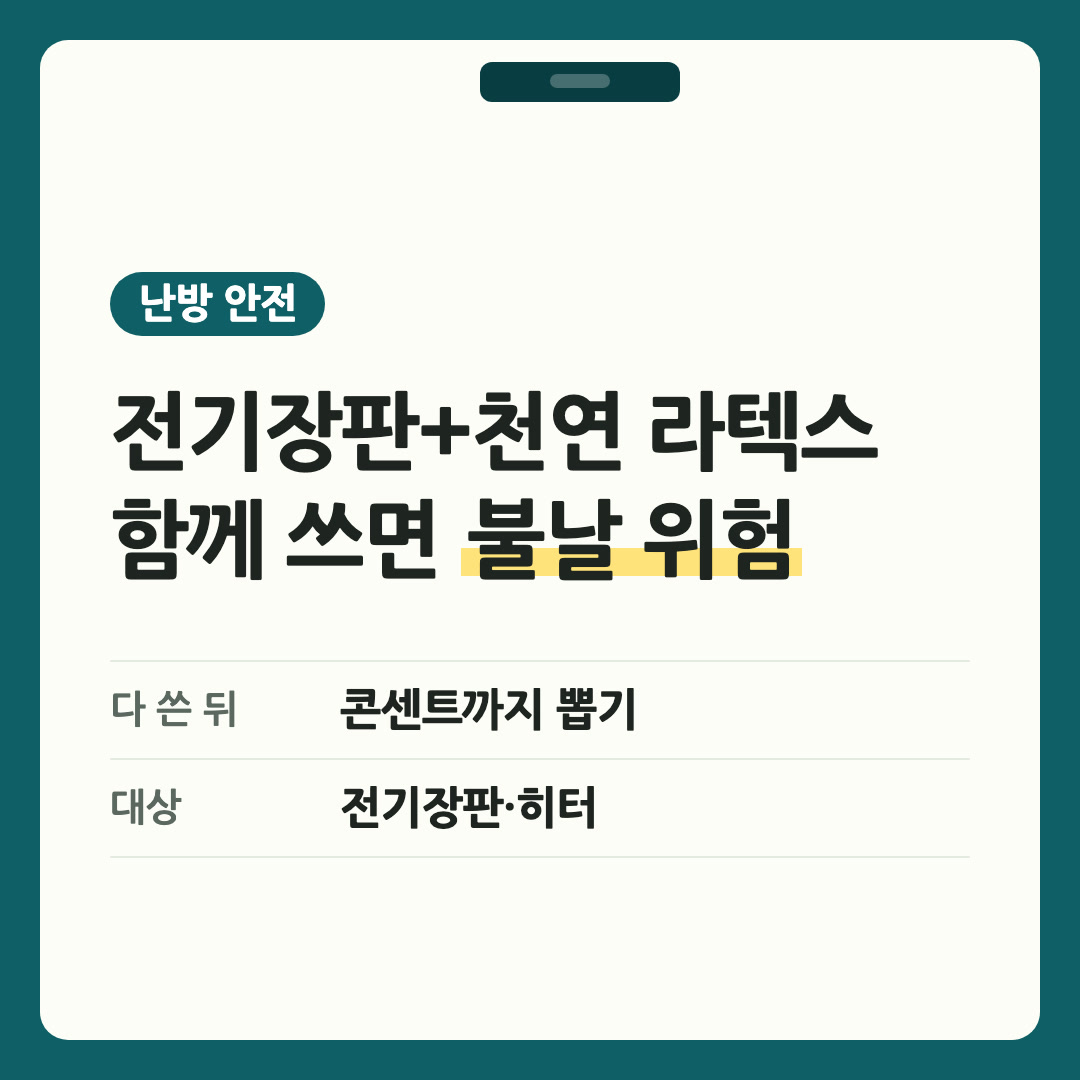 난방 안전
전기장판+천연 라텍스
함께 쓰면 불날 위험
다 쓴 뒤 콘센트까지 뽑기
대상 전기장판·히터